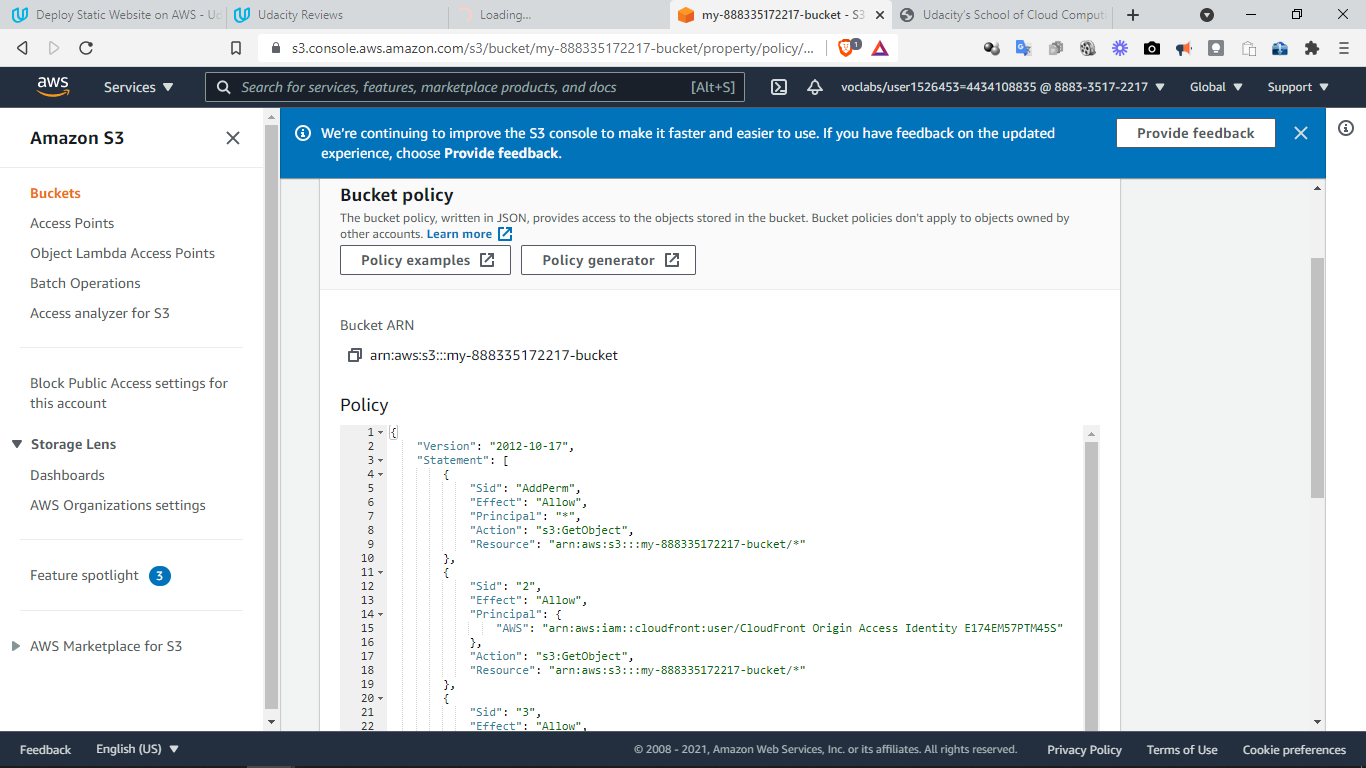 Deploy Static Website on AWS - Ud
Udacity Reviews
Loading...
my-888335172217-bucket - S3
Udacity's School of Cloud Comput
s3.console.aws.amazon.com/s3/bucket/my-888335172217-bucket/property/policy/...
1
aws
Services
Search for services, features, marketplace products, and docs
[Alt+S]
voclabs/user1526453=4434108835 @ 8883-3517-2217
Global
Support
Amazon S3
Buckets
Access Points
Object Lambda Access Points
Batch Operations
Access analyzer for S3
Block Public Access settings for
this account
Storage Lens
Dashboards
AWS Organizations settings
Feature spotlight 3
AWS Marketplace for S3
We're continuing to improve the S3 console to make it faster and easier to use. If you have feedback on the updated
experience, choose Provide feedback.
Provide feedback
Bucket policy
The bucket policy, written in JSON, provides access to the objects stored in the bucket. Bucket policies don't apply to objects owned by
other accounts. Learn more
Policy examples
Policy generator
Bucket ARN
arn:aws:s3:::my-888335172217-bucket
Policy
1 {
2 "Version": "2012-10-17",
3 "Statement": [
4 {
5 "Sid": "AddPerm",
6 "Effect": "Allow",
7 "Principal": "*",
8 "Action": "s3:GetObject",
9 "Resource": "arn:aws:s3:::my-888335172217-bucket/*"
10 },
11 {
12 "Sid": "2",
13 "Effect": "Allow",
14 "Principal": {
15 "AWS": "arn:aws:iam::cloudfront:user/CloudFront Origin Access Identity E174EM57PTM45S"
16 },
17 "Action": "s3:GetObject",
18 "Resource": "arn:aws:s3:::my-888335172217-bucket/*"
19 },
20 {
21 "Sid": "3",
22 "Effect": "Allow",
Feedback
English (US)
© 2008 - 2021, Amazon Web Services, Inc. or its affiliates. All rights reserved.
Privacy Policy
Terms of Use
Cookie preferences